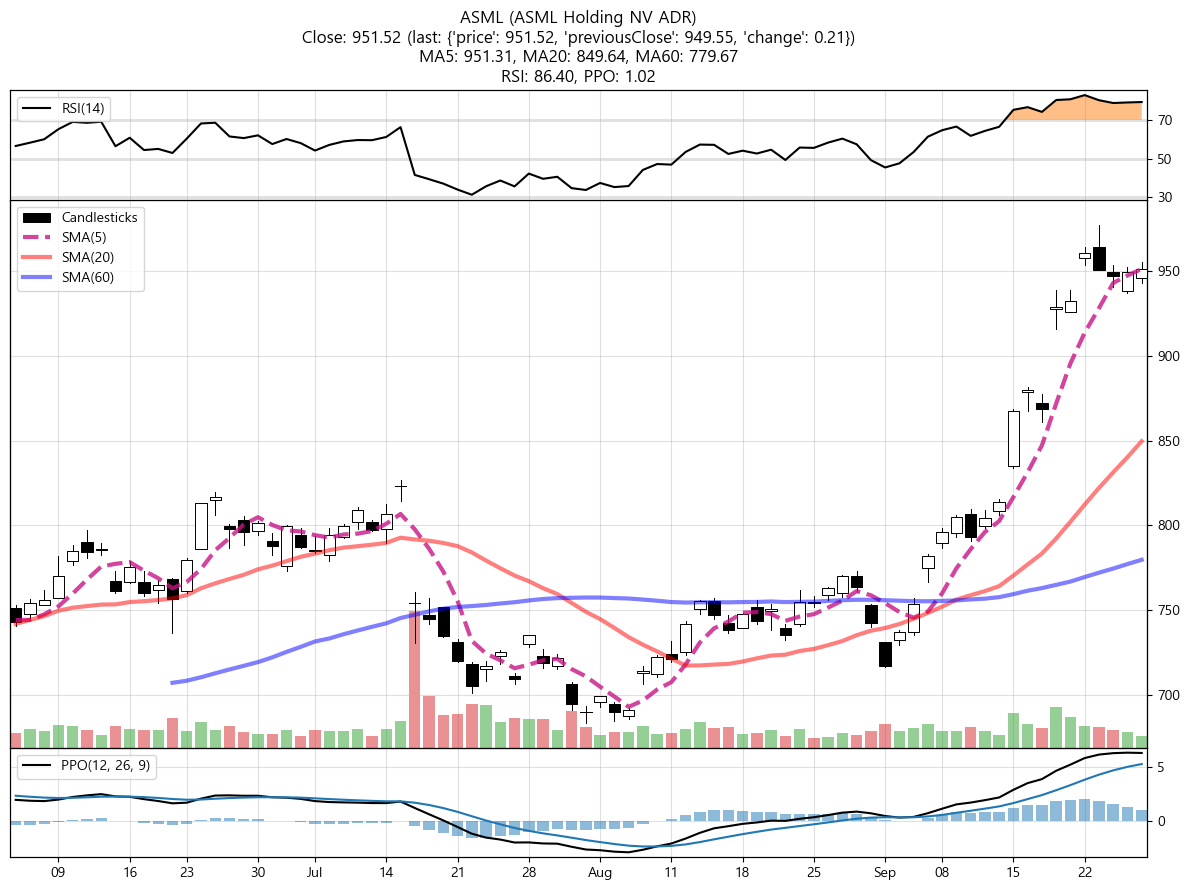 ASML (ASML Holding NV ADR)
Close: 951.52 (last: {'price': 951.52, 'previousClose': 949.55, 'change': 0.21})
MA5: 951.31, MA20: 849.64, MA60: 779.67
RSI: 86.40, PPO: 1.02
RSI(14)
70
50
30
Candlesticks
SMA(5)
SMA(20)
SMA(60)
950
900
850
800
750
700
PPO(12, 26, 9)
5
0
09 16 23 30 Jul 14 21 28 Aug 11 18 25 Sep 08 15 22